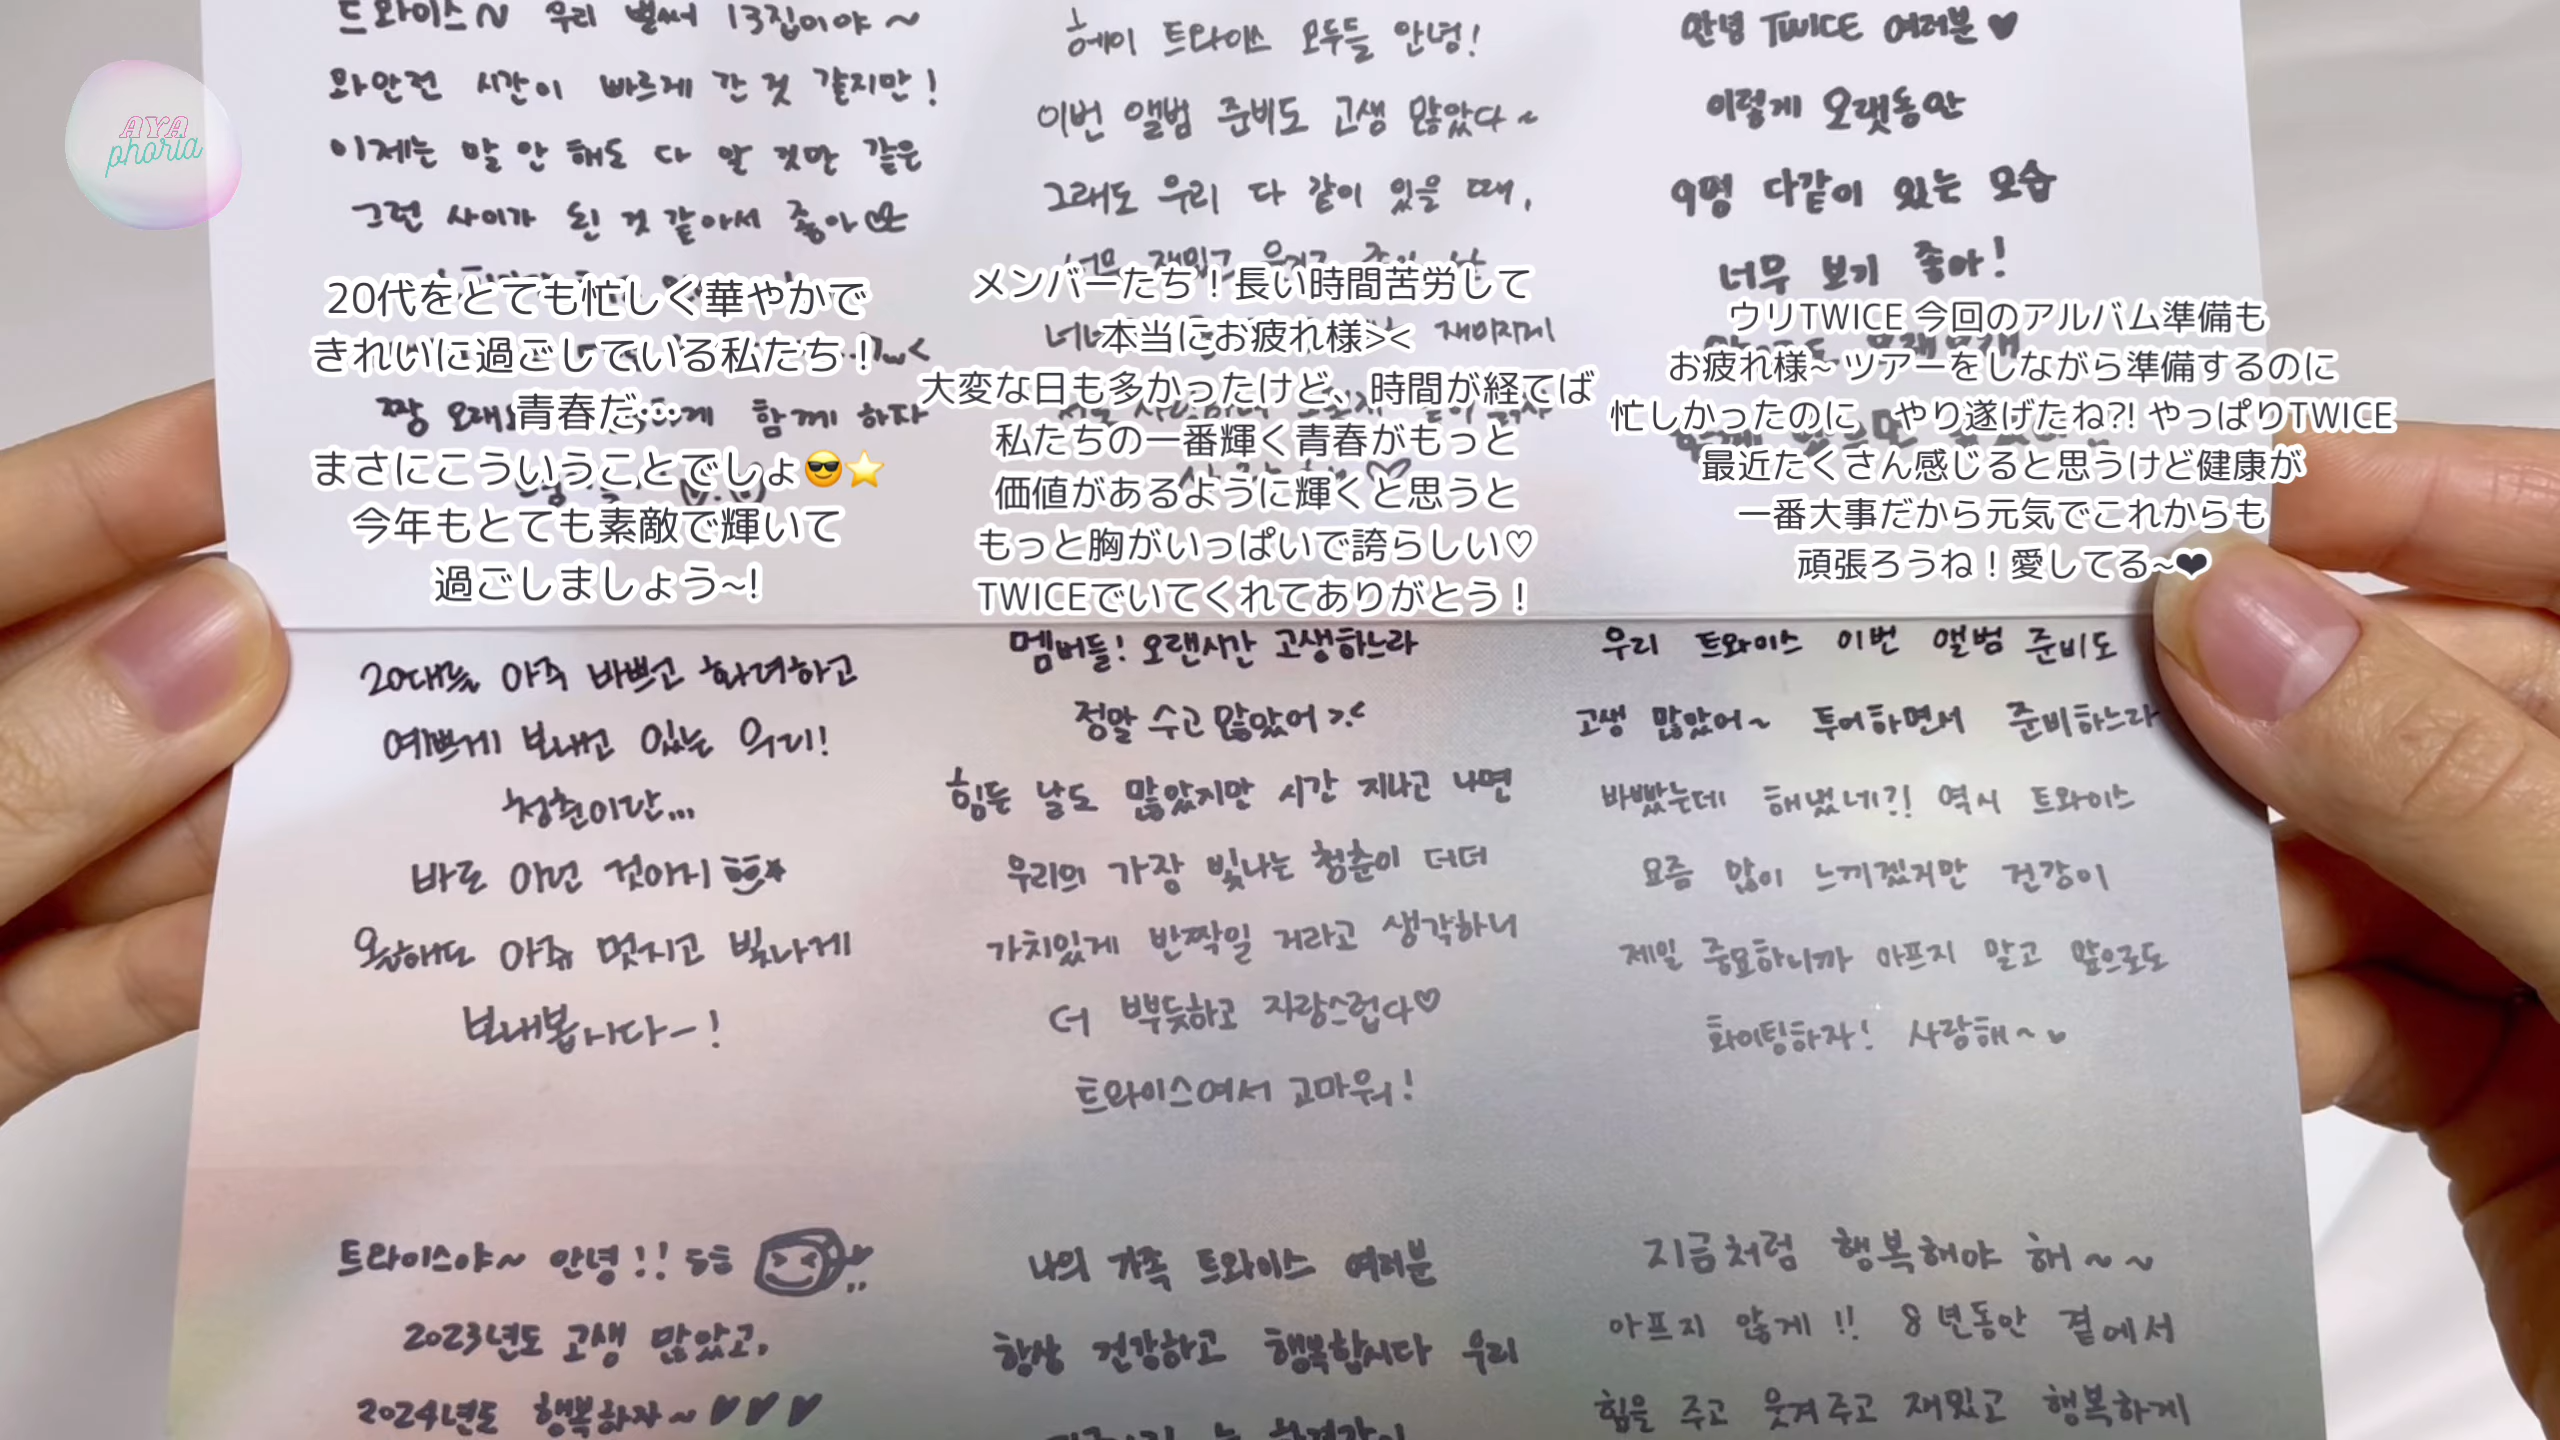 AYA
phoria
트와이스~ 우리 벌써 13집이야~
와 안전 시간이 빠르게 간 것 같지만!
이제는 말 안 해도 다 알 것만 같은
그런 사이가 된 것 같아서 좋아
짱 오래 함께 하자
헤이 트와이스 모두들 안녕!
이번 앨범 준비도 고생 많았다~
그래도 우리 다 같이 있을 때,
너무 재밌고
재미지게
안녕 TWICE 여러분♥
이렇게 오랫동안
9명 다같이 있는 모습
너무 보기 좋아!
20代をとても忙しく華やかで
きれいに過ごしている私たち！
青春だ…
まさにこういうことでしょ😎⭐
今年もとても素敵で輝いて
過ごしましょう~!
メンバーたち！長い時間苦労して
本当にお疲れ様><
大変な日も多かったけど、時間が経てば
私たちの一番輝く青春がもっと
価値があるように輝くと思うと
もっと胸がいっぱいで誇らしい♡
TWICEでいてくれてありがとう！
ウリTWICE 今回のアルバム準備も
お疲れ様~ ツアーをしながら準備するのに
忙しかったのに、やり遂げたね?! やっぱりTWICE
最近たくさん感じると思うけど健康が
一番大事だから元気でこれからも
頑張ろうね！愛してる~❤
20대를 아주 바쁘고 화려하고
예쁘게 보내고 있는 우리!
청춘이란...
바로 이런 것이지
올해도 아쥬 멋지고 빛나게
보내봅시다-!
멤버들! 오랜시간 고생하느라
정말 수고 많았어 >.<
힘든 날도 많았지만 시간 지나고 나면
우리의 가장 빛나는 청춘이 더더
가치있게 반짝일 거라고 생각하니
더 뿌듯하고 자랑스럽다♡
트와이스여서 고마워!
우리 트와이스 이번 앨범 준비도
고생 많았어~ 투어하면서 준비하느라
바빴는데 해냈네?! 역시 트와이스
요즘 많이 느끼겠지만 건강이
제일 중요하니까 아프지 말고 앞으로도
화이팅하자! 사랑해~♥
트와이스야~ 안녕!!
2023년도 고생 많았고,
2024년도 행복하자~♥♥♥
나의 가족 트와이스 여러분
항상 건강하고 행복합시다 우리
지금처럼 행복해야 해~~
아프지 않게!! 8년동안 곁에서
힘을 주고 웃겨주고 재밌고 행복하게